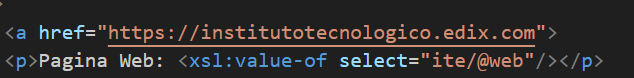 <a href="https://institutotecnologico.edix.com">
<p>Pagina Web: <xsl:value-of select="ite/@web"/></p>